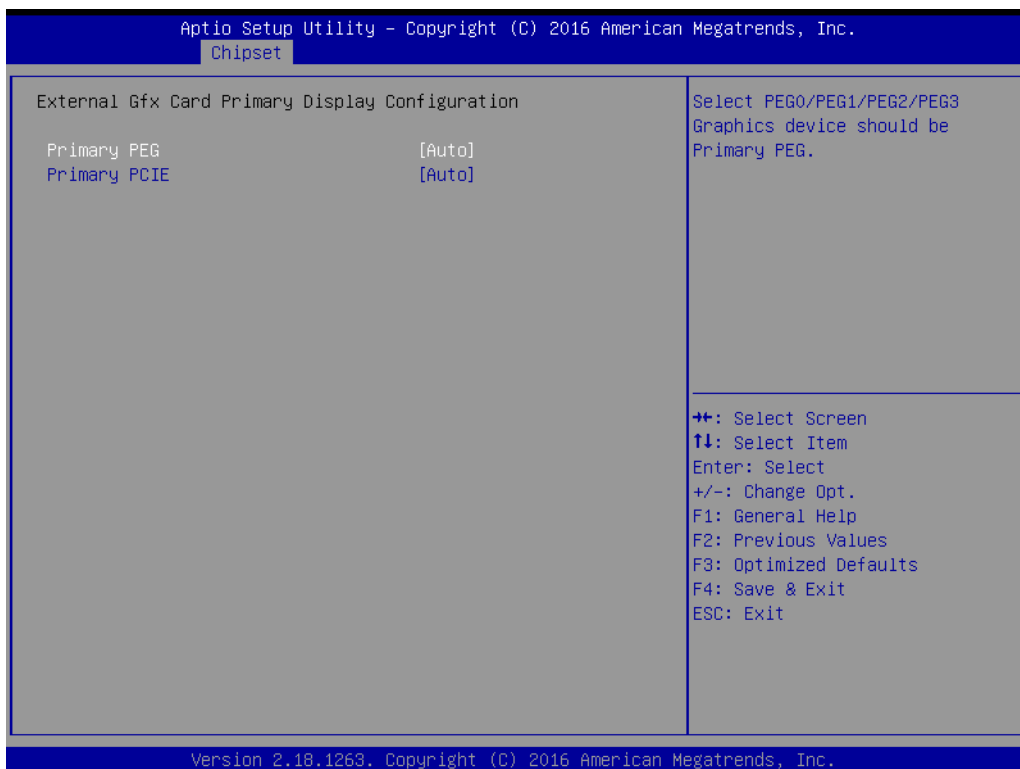 Aptio Setup Utility – Copyright (C) 2016 American Megatrends, Inc.
Chipset
External Gfx Card Primary Display Configuration
Primary PEG [Auto]
Primary PCIE [Auto]
Select PEG0/PEG1/PEG2/PEG3
Graphics device should be
Primary PEG.
→←: Select Screen
↑↓: Select Item
Enter: Select
+/-: Change Opt.
F1: General Help
F2: Previous Values
F3: Optimized Defaults
F4: Save & Exit
ESC: Exit
Version 2.18.1263. Copyright (C) 2016 American Megatrends, Inc.